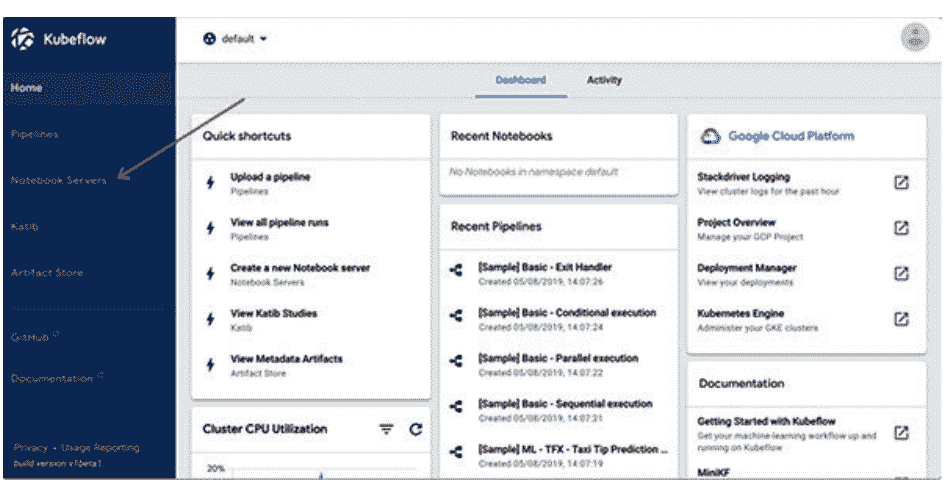 Kubeflow
default
Home
Pipelines
Notebook Servers
Katib
Artifact Store
GitHub
Documentation
Privacy • Usage Reporting
build version v1beta1
Dashboard
Activity
Quick shortcuts
Upload a pipeline
Pipelines
View all pipeline runs
Pipelines
Create a new Notebook server
Notebook Servers
View Katib Studies
Katib
View Metadata Artifacts
Artifact Store
Cluster CPU Utilization
20%
Recent Notebooks
No Notebooks in namespace default
Recent Pipelines
[Sample] Basic - Exit Handler
Created 05/08/2019, 14:07:26
[Sample] Basic - Conditional execution
Created 05/08/2019, 14:07:24
[Sample] Basic - Parallel execution
Created 05/08/2019, 14:07:22
[Sample] Basic - Sequential execution
Created 05/08/2019, 14:07:21
[Sample] ML - TFX - Taxi Tip Prediction ...
Created 05/08/2019, 14:07:19
Google Cloud Platform
Stackdriver Logging
View cluster logs for the past hour
Project Overview
Manage your GCP Project
Deployment Manager
View your deployments
Kubernetes Engine
Administer your GKE clusters
Documentation
Getting Started with Kubeflow
Get your machine-learning workflow up and
running on Kubeflow
MiniKF